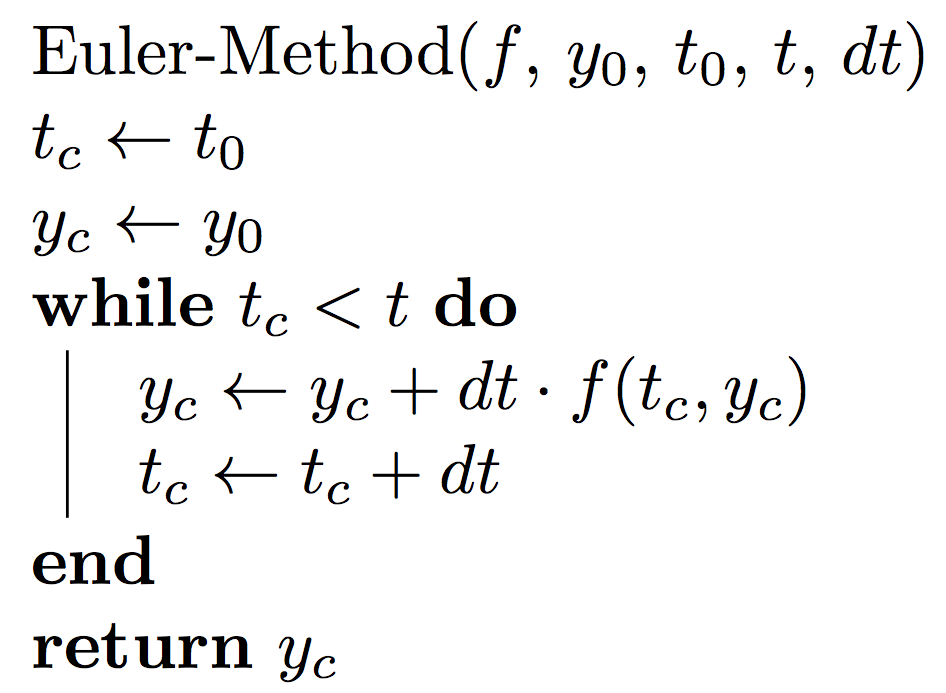 Euler-Method(f, y₀, t₀, t, dt)
t_c ← t₀
y_c ← y₀
while t_c < t do
y_c ← y_c + dt · f(t_c, y_c)
t_c ← t_c + dt
end
return y_c